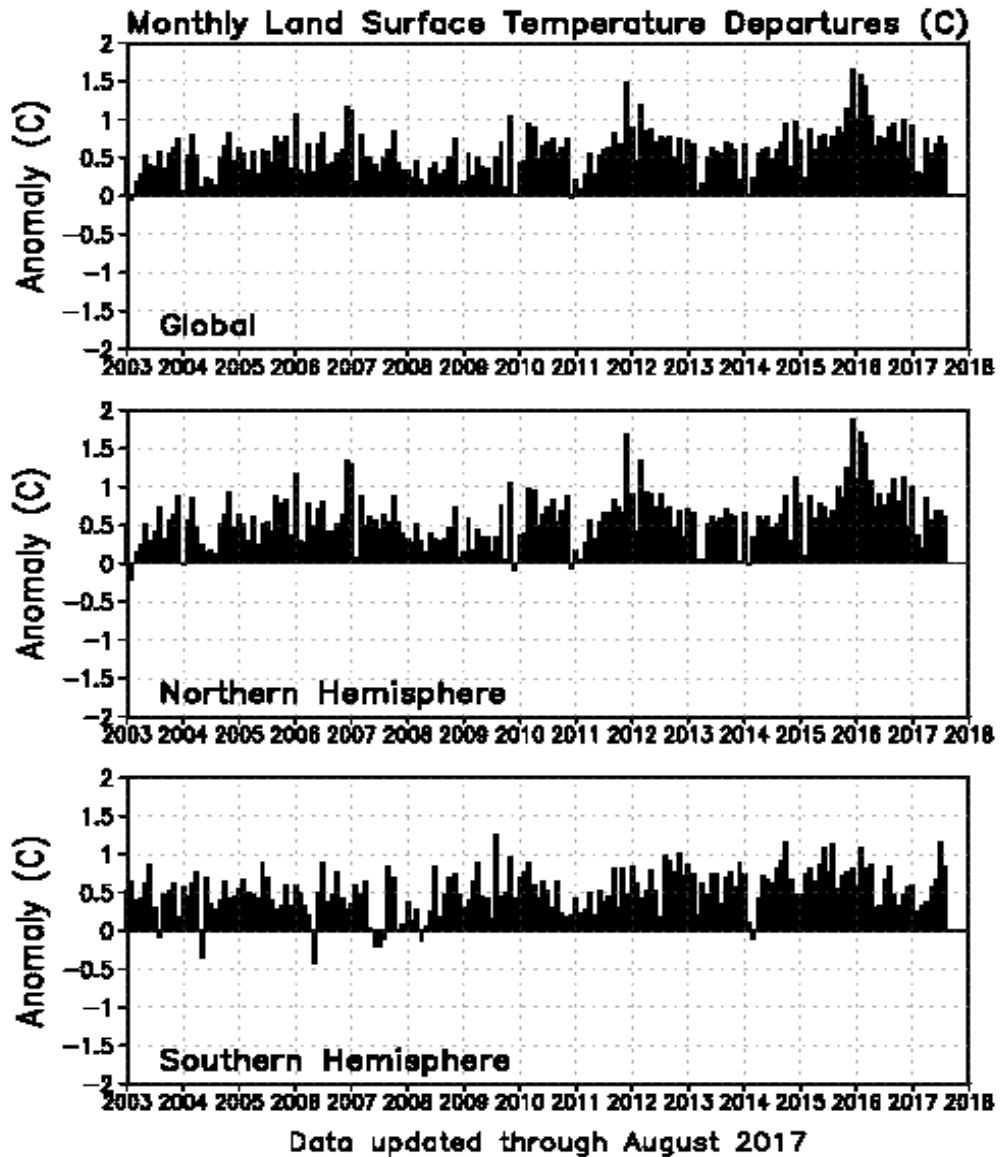 Monthly Land Surface Temperature Departures (C)
2
1.5
1
0.5
0
−0.5
−1
−1.5
−2
Anomaly (C)
Global
2003 2004 2005 2006 2007 2008 2009 2010 2011 2012 2013 2014 2015 2016 2017 2018
2
1.5
1
0.5
0
−0.5
−1
−1.5
−2
Anomaly (C)
Northern Hemisphere
2003 2004 2005 2006 2007 2008 2009 2010 2011 2012 2013 2014 2015 2016 2017 2018
2
1.5
1
0.5
0
−0.5
−1
−1.5
−2
Anomaly (C)
Southern Hemisphere
2003 2004 2005 2006 2007 2008 2009 2010 2011 2012 2013 2014 2015 2016 2017 2018
Data updated through August 2017